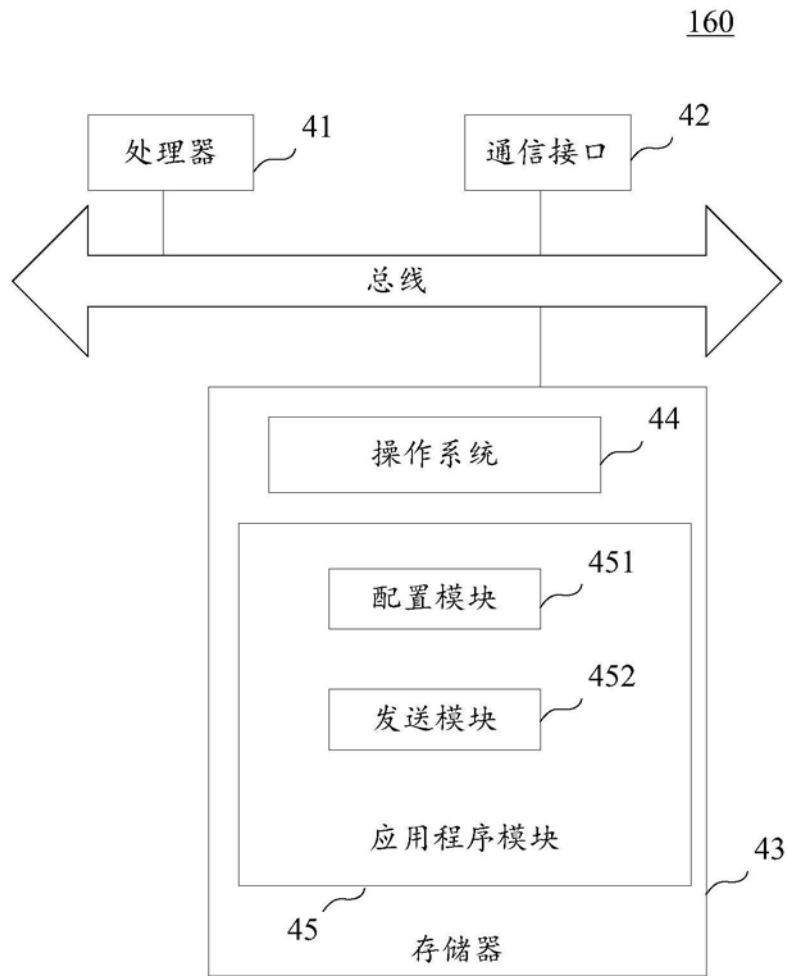 160
处理器
41
通信接口
42
总线
操作系统
44
配置模块
451
发送模块
452
应用程序模块
45
存储器
43